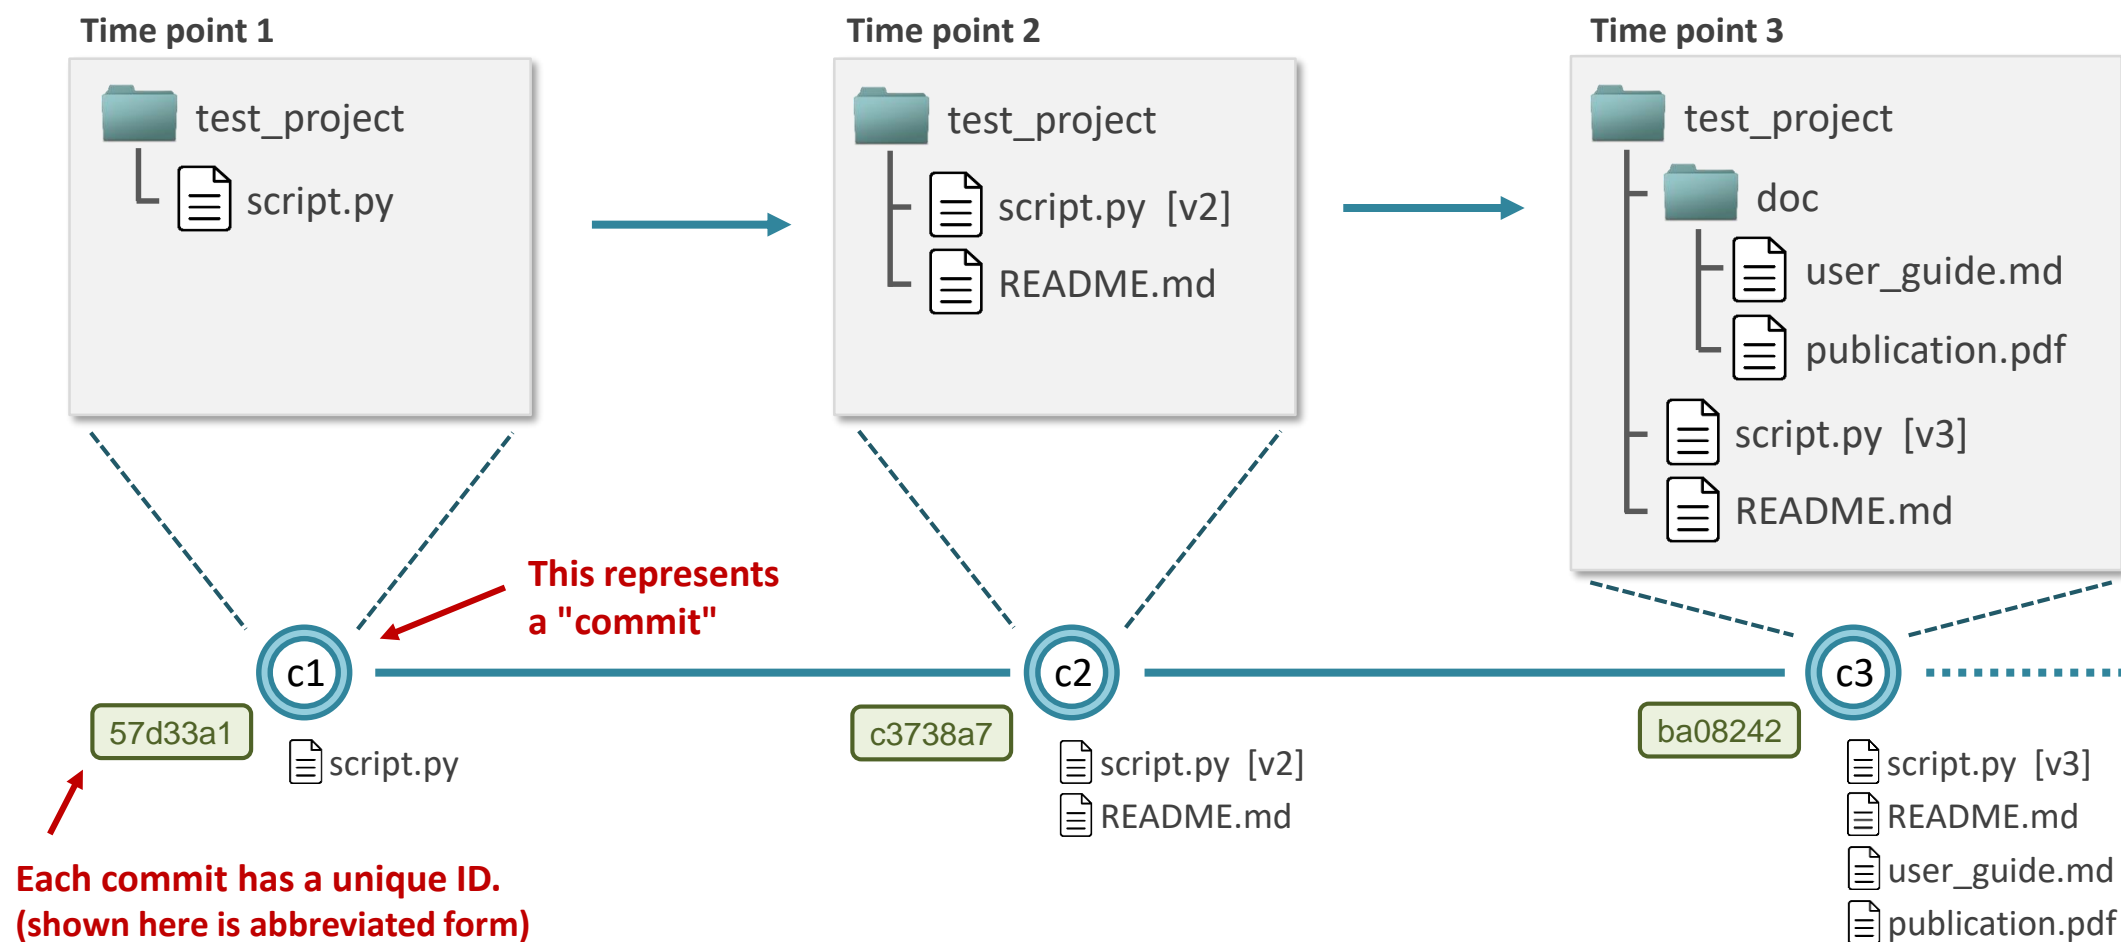 Time point 1
test_project
script.py
Time point 2
test_project
script.py [v2]
README.md
Time point 3
test_project
doc
user_guide.md
publication.pdf
script.py [v3]
README.md
This represents
a "commit"
c1
c2
c3
57d33a1
c3738a7
ba08242
script.py
script.py [v2]
README.md
script.py [v3]
README.md
user_guide.md
publication.pdf
Each commit has a unique ID.
(shown here is abbreviated form)